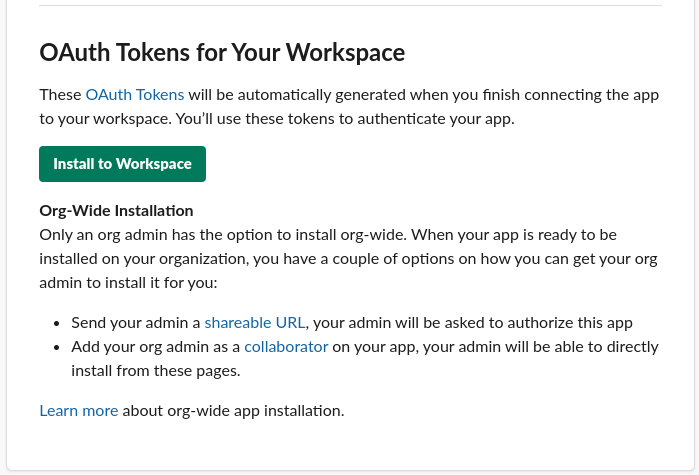 OAuth Tokens for Your Workspace
These OAuth Tokens will be automatically generated when you finish connecting the app
to your workspace. You’ll use these tokens to authenticate your app.
Install to Workspace
Org-Wide Installation
Only an org admin has the option to install org-wide. When your app is ready to be
installed on your organization, you have a couple of options on how you can get your org
admin to install it for you:
• Send your admin a shareable URL, your admin will be asked to authorize this app
• Add your org admin as a collaborator on your app, your admin will be able to directly
install from these pages.
Learn more about org-wide app installation.